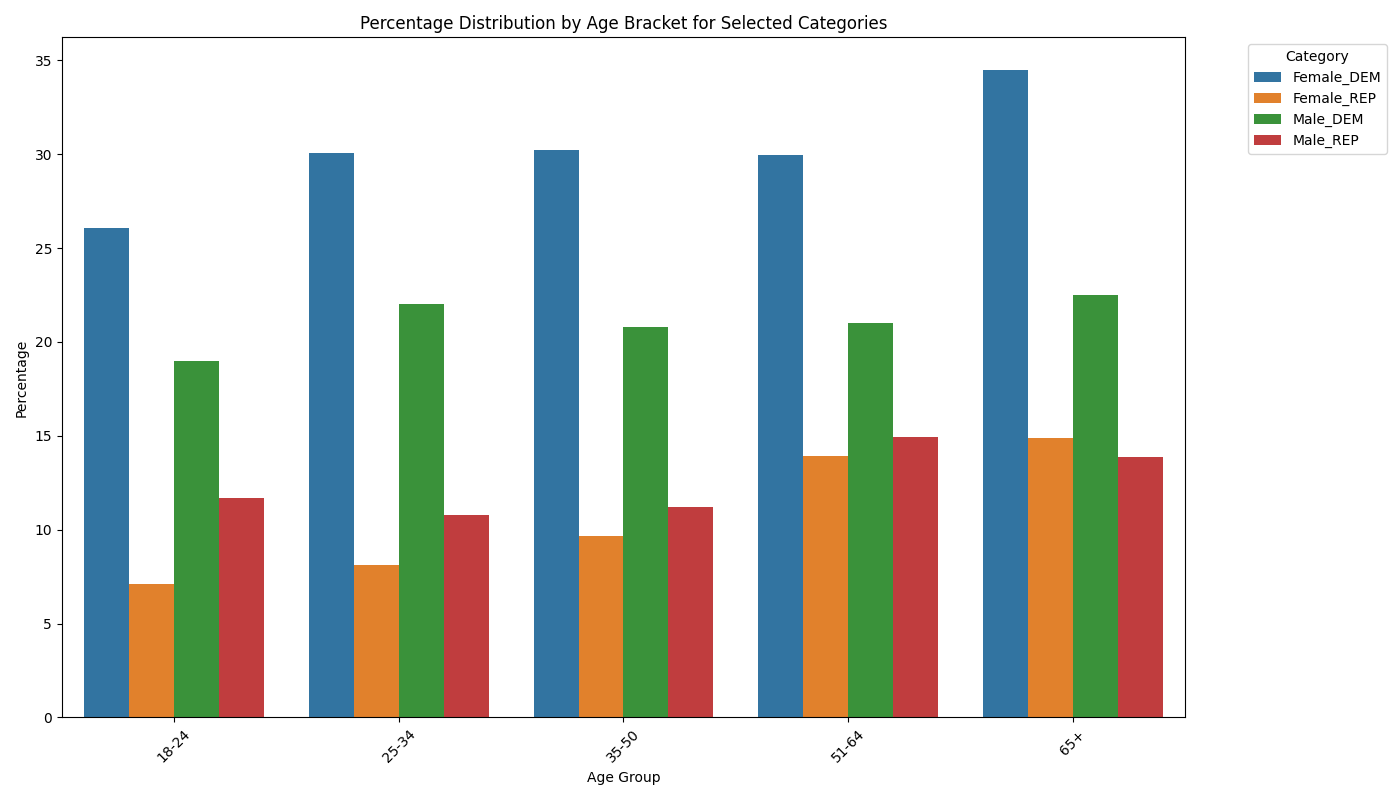 Percentage Distribution by Age Bracket for Selected Categories
Category
Female_DEM
Female_REP
Male_DEM
Male_REP
Percentage
35
30
25
20
15
10
5
0
18-24
25-34
35-50
51-64
65+
Age Group